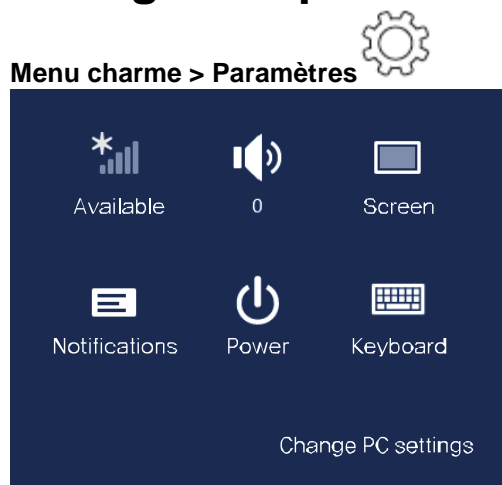 Menu charme > Paramètres
Available
0
Screen
Notifications
Power
Keyboard
Change PC settings